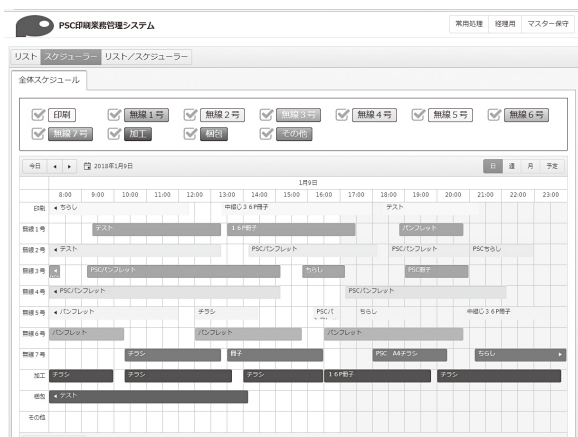 PSC印刷業務管理システム
常用処理 経理用 マスター保守
リスト スケジューラー リスト／スケジューラー
全体スケジュール
印刷 無線１号 無線２号 無線３号 無線４号 無線５号 無線６号
無線７号 加工 梱包 その他
今日 2018年1月9日 日 週 月 予定
1月9日
8:00 9:00 10:00 11:00 12:00 13:00 14:00 15:00 16:00 17:00 18:00 19:00 20:00 21:00 22:00 23:00
印刷 ちらし 中綴じ３６P冊子 テスト
無線１号 テスト １６P冊子 パンフレット
無線２号 テスト PSCパンフレット PSCパンフレット PSCちらし
無線３号 PSCパンフレット ちらし PSC冊子
無線４号 PSCパンフレット PSCパンフレット
無線５号 パンフレット チラシ PSCパ ちらし 中綴じ３６P冊子
無線６号 パンフレット パンフレット パンフレット
無線７号 チラシ 冊子 PSC A4チラシ ちらし
加工 チラシ チラシ チラシ １６P冊子 チラシ
梱包 テスト
その他